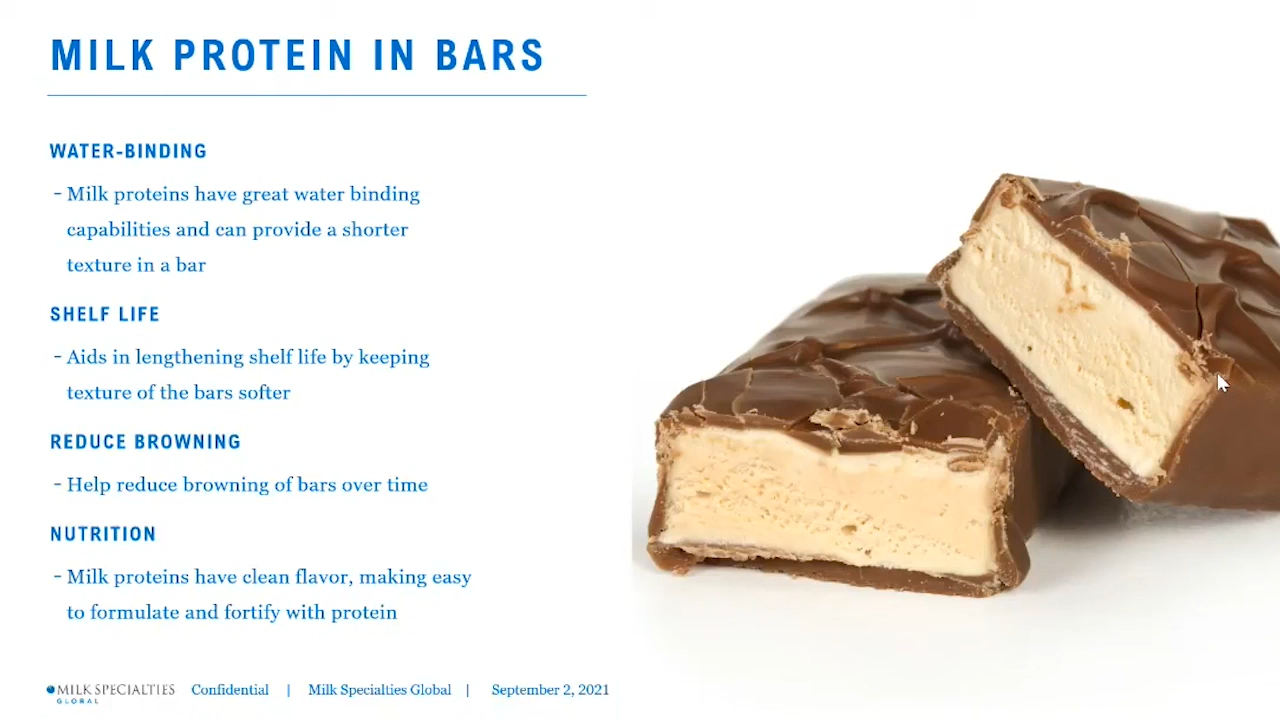 MILK PROTEIN IN BARS
WATER-BINDING
- Milk proteins have great water binding
capabilities and can provide a shorter
texture in a bar
SHELF LIFE
- Aids in lengthening shelf life by keeping
texture of the bars softer
REDUCE BROWNING
- Help reduce browning of bars over time
NUTRITION
- Milk proteins have clean flavor, making easy
to formulate and fortify with protein
MILK SPECIALTIES
GLOBAL
Confidential | Milk Specialties Global | September 2, 2021